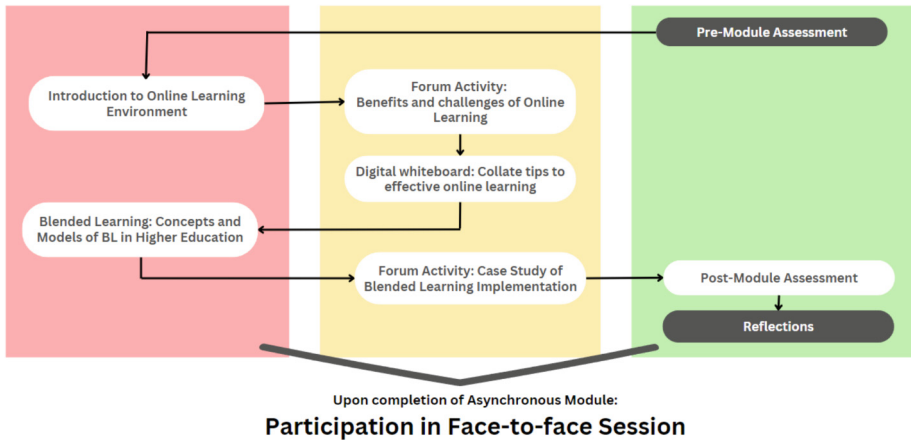 Pre-Module Assessment
Introduction to Online Learning
Environment
Forum Activity:
Benefits and challenges of Online
Learning
Digital whiteboard: Collate tips to
effective online learning
Blended Learning: Concepts and
Models of BL in Higher Education
Forum Activity: Case Study of
Blended Learning Implementation
Post-Module Assessment
Reflections
Upon completion of Asynchronous Module:
Participation in Face-to-face Session